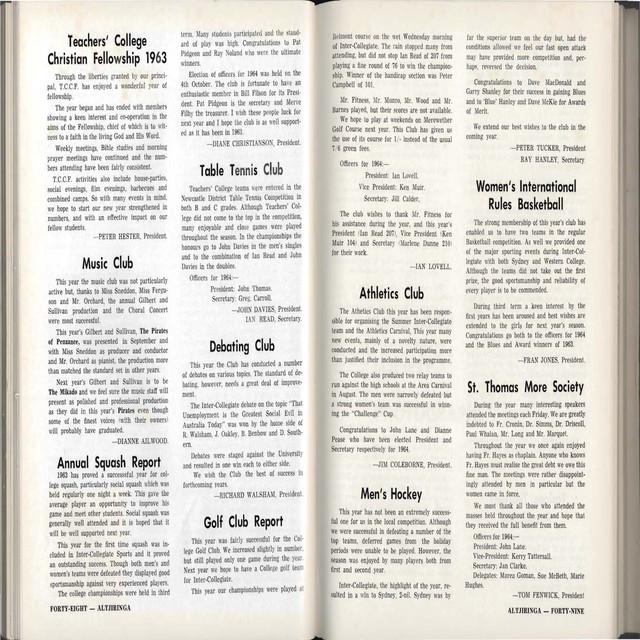 Teachers' College
Christian Fellowship 1963
Through the liberties granted by our princi-
pal, T.C.C.F. has enjoyed a wonderful year of
fellowship.
The year began and has ended with members
showing a keen interest and co-operation in the
aims of the Fellowship, chief of which is to wit-
ness to a faith in the living God and His Word.
Weekly meetings, Bible studies and morning
prayer meetings have continued and the num-
bers attending have been fairly consistent.
T.C.C.F. activities also include house-parties,
social evenings, film evenings, barbecues and
combined camps. So with many events in mind,
we hope to start our new year strengthened in
numbers, and with an effective impact on our
fellow students.
—PETER HESTER, President.
Music Club
This year the music club was not particularly
active but, thanks to Miss Sneddon, Miss Fergu-
son and Mr. Orchard, the annual Gilbert and
Sullivan production and the Choral Concert
were most successful.
This year's Gilbert and Sullivan, The Pirates
of Penzance, was presented in September and
with Miss Sneddon as producer and conductor
and Mr. Orchard as pianist, the production more
than matched the standard set in other years.
Next year's Gilbert and Sullivan is to be
The Mikado and we feel sure the music staff will
present as polished and professional production
as they did in this year's Pirates even though
some of the finest voices (with their owners)
will probably have graduated.
—DIANNE AILWOOD.
Annual Squash Report
1963 has proved a successful year for col-
lege squash, particularly social squash which was
held regularly one night a week. This gave the
average player an opportunity to improve his
game and meet other students. Social squash was
generally well attended and it is hoped that it
will be well supported next year.
This year for the first time squash was in-
cluded in Inter-Collegiate Sports and it proved
an outstanding success. Though both men's and
women's teams were defeated they displayed good
sportsmanship against very experienced players.
The college championships were held in third
FORTY-EIGHT — ALTJIRINGA
term. Many students participated and the stand-
ard of play was high. Congratulations to Pat
Pidgeon and Ray Noland who were the ultimate
winners.
Election of officers for 1964 was held on the
4th October. The club is fortunate to have an
enthusiastic member in Bill Filson for its Presi-
dent. Pat Pidgeon is the secretary and Merve
Filby the treasurer. I wish these people luck for
next year and I hope the club is as well support-
ed as it has been in 1963.
—DIANE CHRISTIANSON, President.
Table Tennis Club
Teachers' College teams were entered in the
Newcastle District Table Tennis Competition in
both B and C grades. Although Teachers' Col-
lege did not come to the top in the competition,
many enjoyable and close games were played
throughout the season. In the championships the
honours go to John Davies in the men's singles
and to the combination of Ian Read and John
Davies in the doubles.
Officers for 1964—
President: John Thomas.
Secretary: Greg. Carroll.
—JOHN DAVIES, President.
IAN READ, Secretary.
Debating Club
This year the Club has conducted a number
of debates on various topics. The standard of de-
bating, however, needs a great deal of improve-
ment.
The Inter-Collegiate debate on the topic "That
Unemployment is the Greatest Social Evil in
Australia Today" was won by the home side of
R. Walsham, J. Oakley, B. Benbow and D. South-
ern.
Debates were staged against the University
and resulted in one win each to either side.
We wish the Club the best of success in
forthcoming years.
—RICHARD WALSHAM, President.
Golf Club Report
This year was fairly successful for the Col-
lege Golf Club. We increased slightly in number,
but still played only one game during the year.
Next year we hope to have a College golf team
for Inter-Collegiate.
This year our championships were played at
Belmont course on the wet Wednesday morning
of Inter-Collegiate. The rain stopped many from
attending, but did not stop Ian Read of 207 from
playing a fine round of 76 to win the champion-
ship. Winner of the handicap section was Peter
Campbell of 101.
Mr. Fitness, Mr. Munro, Mr. Wood and Mr.
Barnes played, but their scores are not available.
We hope to play at weekends on Merewether
Golf Course next year. This Club has given us
the use of its course for 1/- instead of the usual
7/6 green fees.
Officers for 1964:—
President: Ian Lovell.
Vice President: Ken Muir.
Secretary: Jill Calder.
The club wishes to thank Mr. Fitness for
his assistance during the year, and this year's
President (Ian Read 207), Vice President (Ken
Muir 104) and Secretary (Marlene Dunne 210)
for their work.
—IAN LOVELL.
Athletics Club
The Athletics Club this year has been respon-
sible for organising the Summer Inter-Collegiate
team and the Athletics Carnival. This year many
new events, mainly of a novelty nature, were
conducted and the increased participation more
than justified their inclusion in the programme.
The College also produced two relay teams to
run against the high schools at the Area Carnival
in August. The men were narrowly defeated but
a strong women's team was successful in winn-
ing the "Challenge" Cup.
Congratulations to John Lane and Dianne
Pease who have been elected President and
Secretary respectively for 1964.
—JIM COLEBORNE, President.
Men's Hockey
This year has not been an extremely success-
ful one for us in the local competition. Although
we were successful in defeating a number of the
top teams, deferred games from the holiday
periods were unable to be played. However, the
season was enjoyed by many players both from
first and second year.
Inter-Collegiate, the highlight of the year, re-
sulted in a win to Sydney, 2-nil. Sydney was by
far the superior team on the day but, had the
conditions allowed we feel our fast open attack
may have provided more competition and, per-
haps, reversed the decision.
Congratulations to Dave MacDonald and
Garry Shanley for their success in gaining Blues
and to 'Blue' Hanley and Dave McKie for Awards
of Merit.
We extend our best wishes to the club in the
coming year.
—PETER TUCKER, President
RAY HANLEY, Secretary
Women's International
Rules Basketball
The strong membership of this year's club has
enabled us to have two teams in the regular
Basketball competition. As well we provided one
of the major sporting events during Inter-Col-
legiate with both Sydney and Western College.
Although the teams did not take out the first
prize, the good sportsmanship and reliability of
every player is to be commended.
During third term a keen interest by the
first years has been aroused and best wishes are
extended to the girls for next year's season.
Congratulations go both to the officers for 1964
and the Blues and Award winners of 1963.
—FRAN JONES, President.
St. Thomas More Society
During the year many interesting speakers
attended the meetings each Friday. We are greatly
indebted to Fr. Cronin, Dr. Simms, Dr. Driscoll,
Paul Whalan, Mr. Long and Mr. Marquet.
Throughout the year we once again enjoyed
having Fr. Hayes as chaplin. Anyone who knows
Fr. Hayes must realise the great debt we owe this
fine man. The meetings were rather disappoint-
ingly attended by men in particular but the
women came in force.
We must thank all those who attended the
masses held throughout the year and hope that
they received the full benefit from them.
Officers for 1964:—
President: John Lane.
Vice-President: Kerry Tattersall.
Secretary: Jan Clarke.
Delegates: Marea Goman, Sue McBeth, Marie
Hughes.
—TOM FENWICK, President
ALTJIRINGA — FORTY-NINE